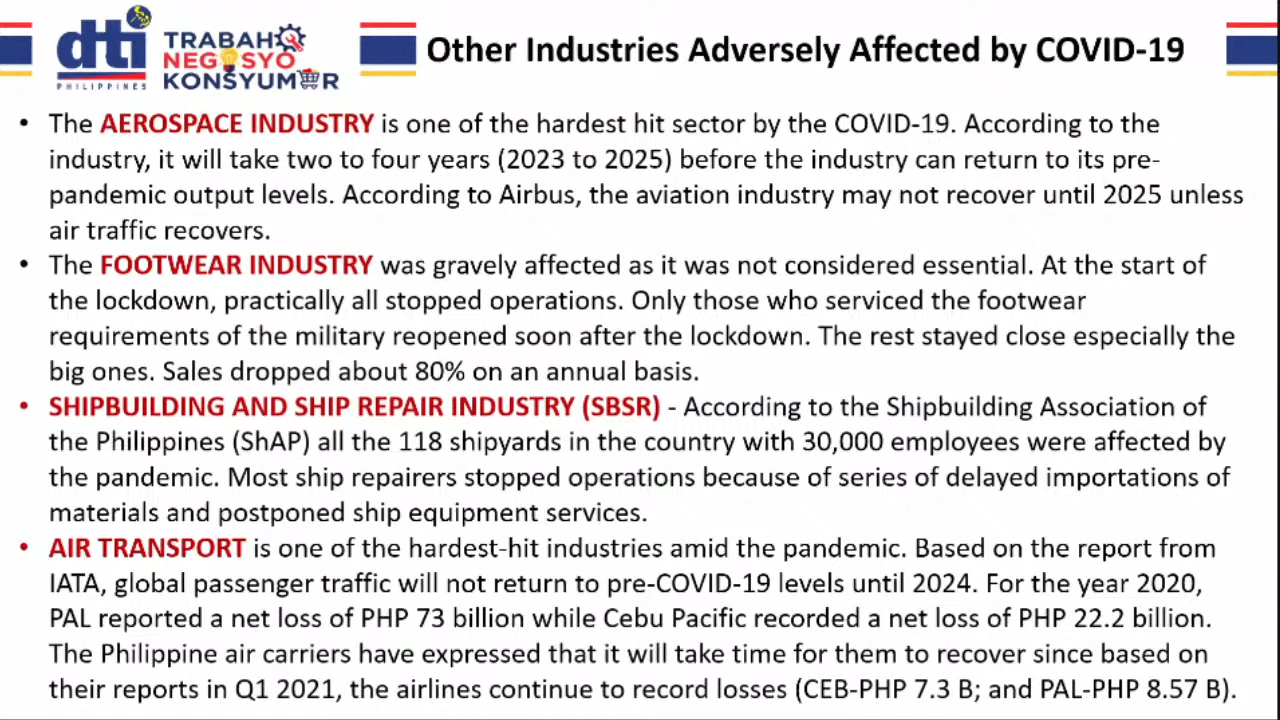 dti
PHILIPPINES
TRABAHO
NEGOSYO
KONSYUMER
Other Industries Adversely Affected by COVID-19
• The AEROSPACE INDUSTRY is one of the hardest hit sector by the COVID-19. According to the
industry, it will take two to four years (2023 to 2025) before the industry can return to its pre-
pandemic output levels. According to Airbus, the aviation industry may not recover until 2025 unless
air traffic recovers.
• The FOOTWEAR INDUSTRY was gravely affected as it was not considered essential. At the start of
the lockdown, practically all stopped operations. Only those who serviced the footwear
requirements of the military reopened soon after the lockdown. The rest stayed close especially the
big ones. Sales dropped about 80% on an annual basis.
• SHIPBUILDING AND SHIP REPAIR INDUSTRY (SBSR) - According to the Shipbuilding Association of
the Philippines (ShAP) all the 118 shipyards in the country with 30,000 employees were affected by
the pandemic. Most ship repairers stopped operations because of series of delayed importations of
materials and postponed ship equipment services.
• AIR TRANSPORT is one of the hardest-hit industries amid the pandemic. Based on the report from
IATA, global passenger traffic will not return to pre-COVID-19 levels until 2024. For the year 2020,
PAL reported a net loss of PHP 73 billion while Cebu Pacific recorded a net loss of PHP 22.2 billion.
The Philippine air carriers have expressed that it will take time for them to recover since based on
their reports in Q1 2021, the airlines continue to record losses (CEB-PHP 7.3 B; and PAL-PHP 8.57 B).